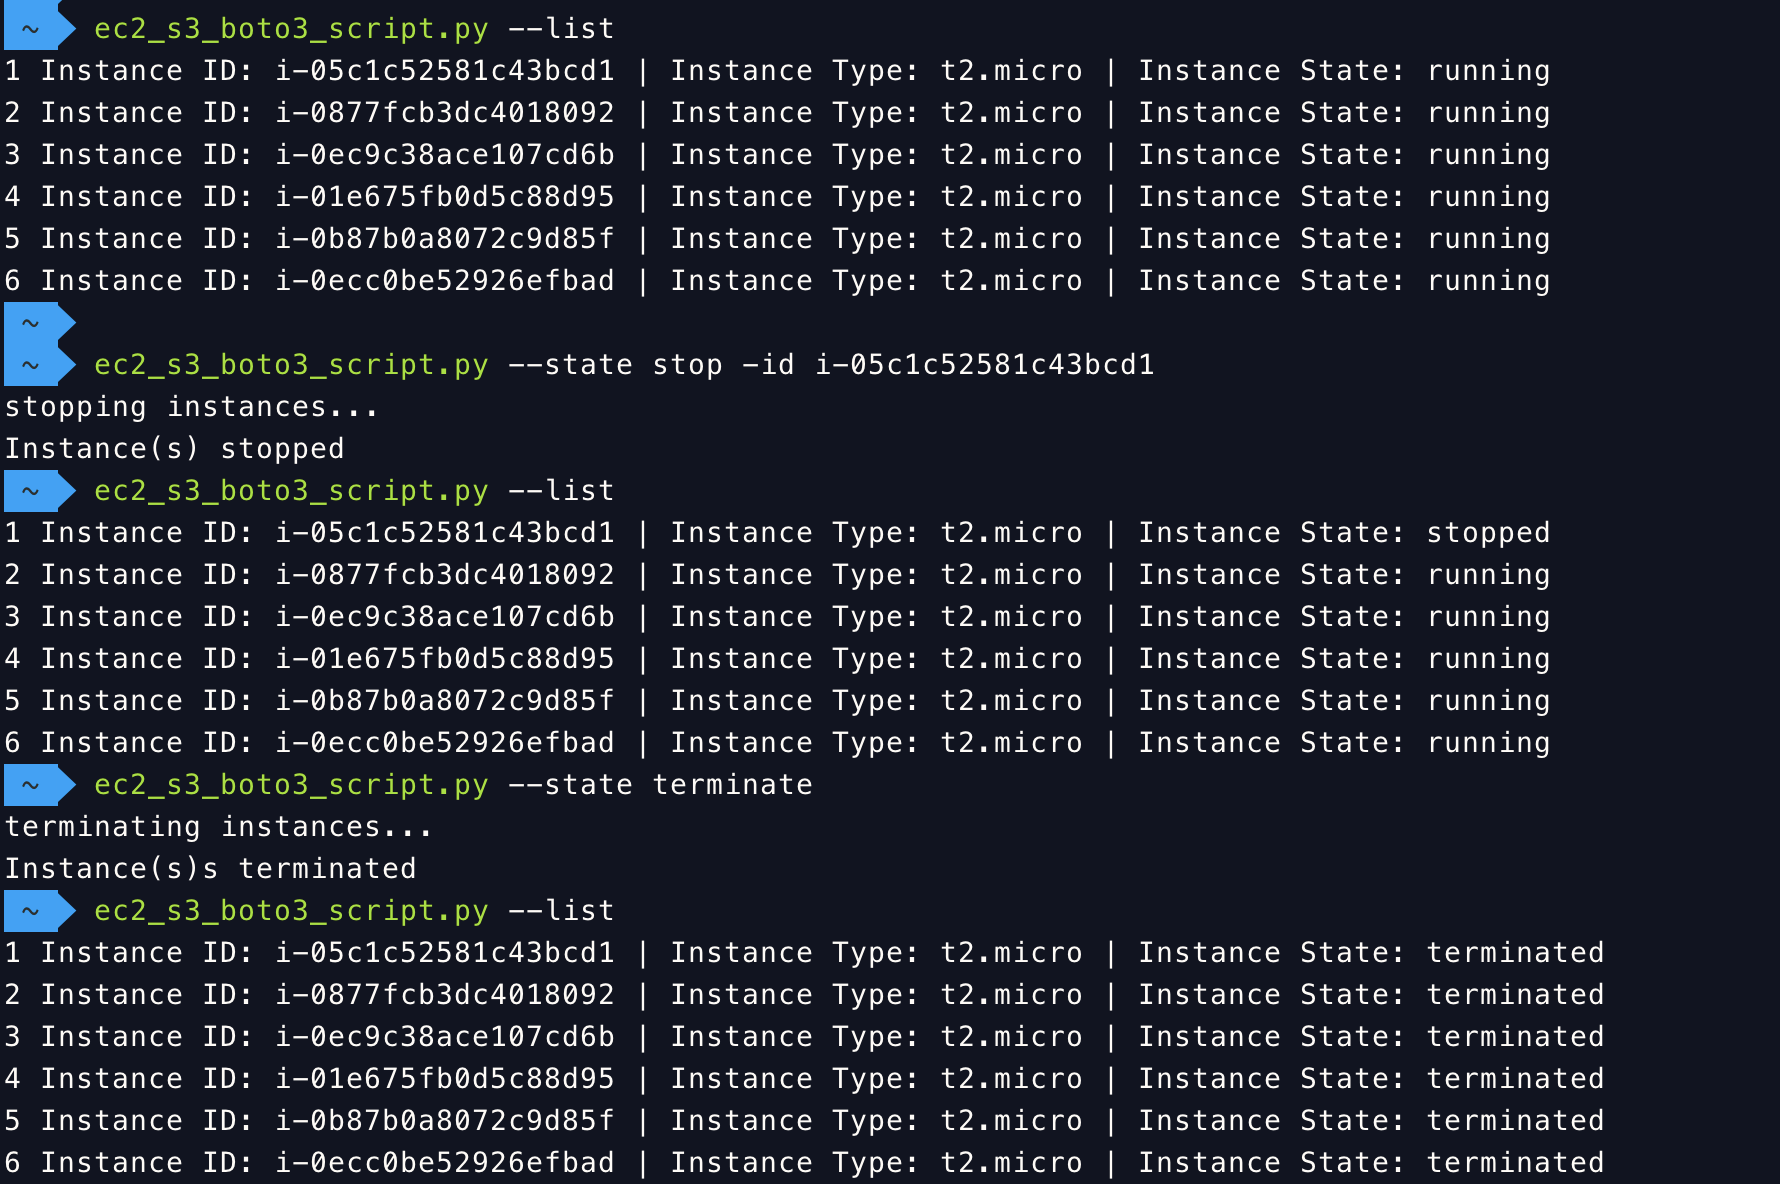 ~ ec2_s3_boto3_script.py --list
1 Instance ID: i-05c1c52581c43bcd1 | Instance Type: t2.micro | Instance State: running
2 Instance ID: i-0877fcb3dc4018092 | Instance Type: t2.micro | Instance State: running
3 Instance ID: i-0ec9c38ace107cd6b | Instance Type: t2.micro | Instance State: running
4 Instance ID: i-01e675fb0d5c88d95 | Instance Type: t2.micro | Instance State: running
5 Instance ID: i-0b87b0a8072c9d85f | Instance Type: t2.micro | Instance State: running
6 Instance ID: i-0ecc0be52926efbad | Instance Type: t2.micro | Instance State: running
~
~ ec2_s3_boto3_script.py --state stop -id i-05c1c52581c43bcd1
stopping instances...
Instance(s) stopped
~ ec2_s3_boto3_script.py --list
1 Instance ID: i-05c1c52581c43bcd1 | Instance Type: t2.micro | Instance State: stopped
2 Instance ID: i-0877fcb3dc4018092 | Instance Type: t2.micro | Instance State: running
3 Instance ID: i-0ec9c38ace107cd6b | Instance Type: t2.micro | Instance State: running
4 Instance ID: i-01e675fb0d5c88d95 | Instance Type: t2.micro | Instance State: running
5 Instance ID: i-0b87b0a8072c9d85f | Instance Type: t2.micro | Instance State: running
6 Instance ID: i-0ecc0be52926efbad | Instance Type: t2.micro | Instance State: running
~ ec2_s3_boto3_script.py --state terminate
terminating instances...
Instance(s)s terminated
~ ec2_s3_boto3_script.py --list
1 Instance ID: i-05c1c52581c43bcd1 | Instance Type: t2.micro | Instance State: terminated
2 Instance ID: i-0877fcb3dc4018092 | Instance Type: t2.micro | Instance State: terminated
3 Instance ID: i-0ec9c38ace107cd6b | Instance Type: t2.micro | Instance State: terminated
4 Instance ID: i-01e675fb0d5c88d95 | Instance Type: t2.micro | Instance State: terminated
5 Instance ID: i-0b87b0a8072c9d85f | Instance Type: t2.micro | Instance State: terminated
6 Instance ID: i-0ecc0be52926efbad | Instance Type: t2.micro | Instance State: terminated